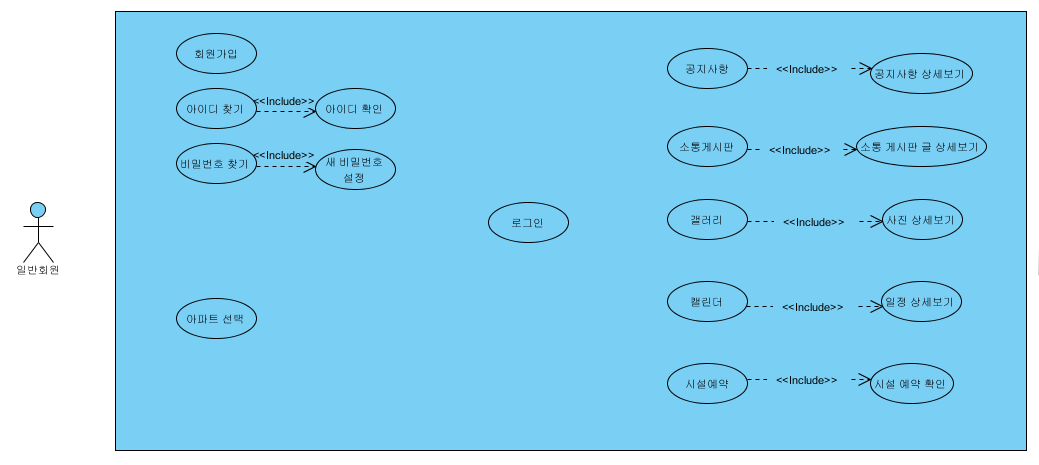 회원가입
아이디 찾기
<<Include>>
아이디 확인
비밀번호 찾기
<<Include>>
새 비밀번호
설정
일반회원
아파트 선택
로그인
공지사항
<<Include>>
공지사항 상세보기
소통게시판
<<Include>>
소통 게시판 글 상세보기
갤러리
<<Include>>
사진 상세보기
캘린더
<<Include>>
일정 상세보기
시설예약
<<Include>>
시설 예약 확인